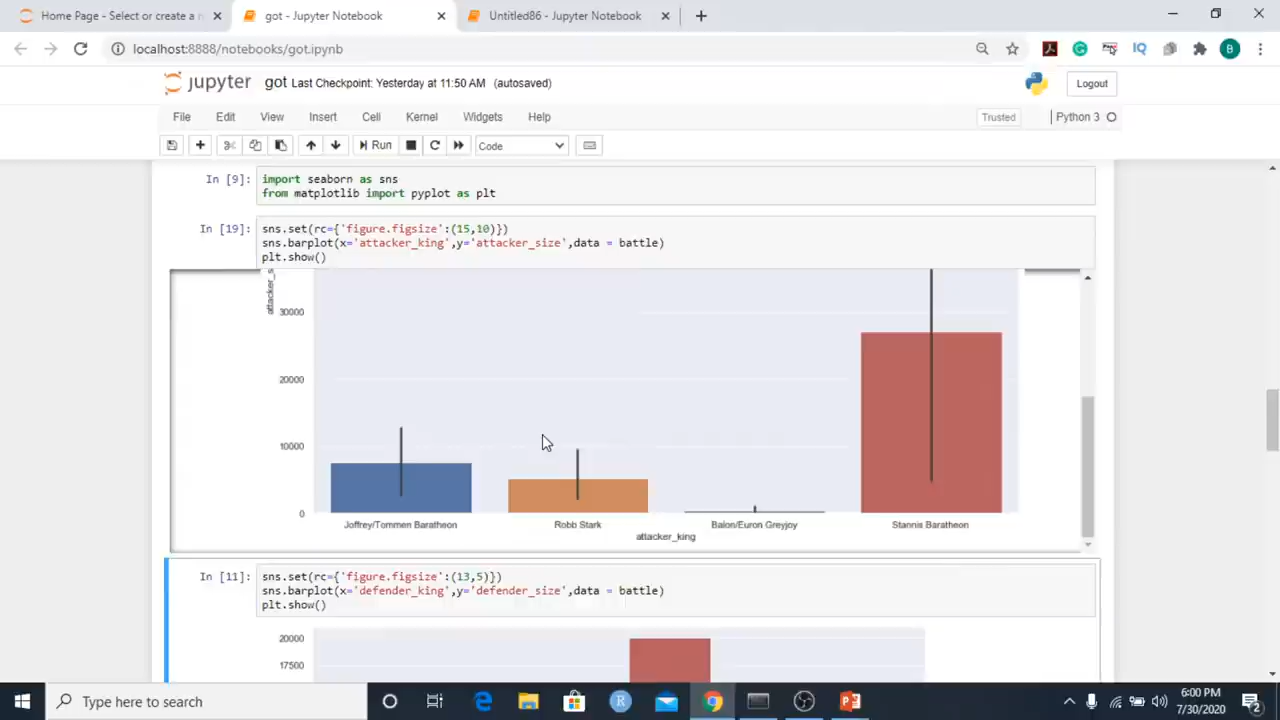 Home Page - Select or create a n
got - Jupyter Notebook
Untitled86 - Jupyter Notebook
localhost:8888/notebooks/got.ipynb
IQ
B
jupyter got Last Checkpoint: Yesterday at 11:50 AM (autosaved)
Logout
File Edit View Insert Cell Kernel Widgets Help
Trusted
Python 3
Run
Code
In [9]: import seaborn as sns
from matplotlib import pyplot as plt
In [19]: sns.set(rc={'figure.figsize':(15,10)})
sns.barplot(x='attacker_king',y='attacker_size',data = battle)
plt.show()
attacker_s
30000
20000
10000
0
Joffrey/Tommen Baratheon Robb Stark Balon/Euron Greyjoy Stannis Baratheon
attacker_king
In [11]: sns.set(rc={'figure.figsize':(13,5)})
sns.barplot(x='defender_king',y='defender_size',data = battle)
plt.show()
20000
17500
Type here to search
R
6:00 PM
7/30/2020
2